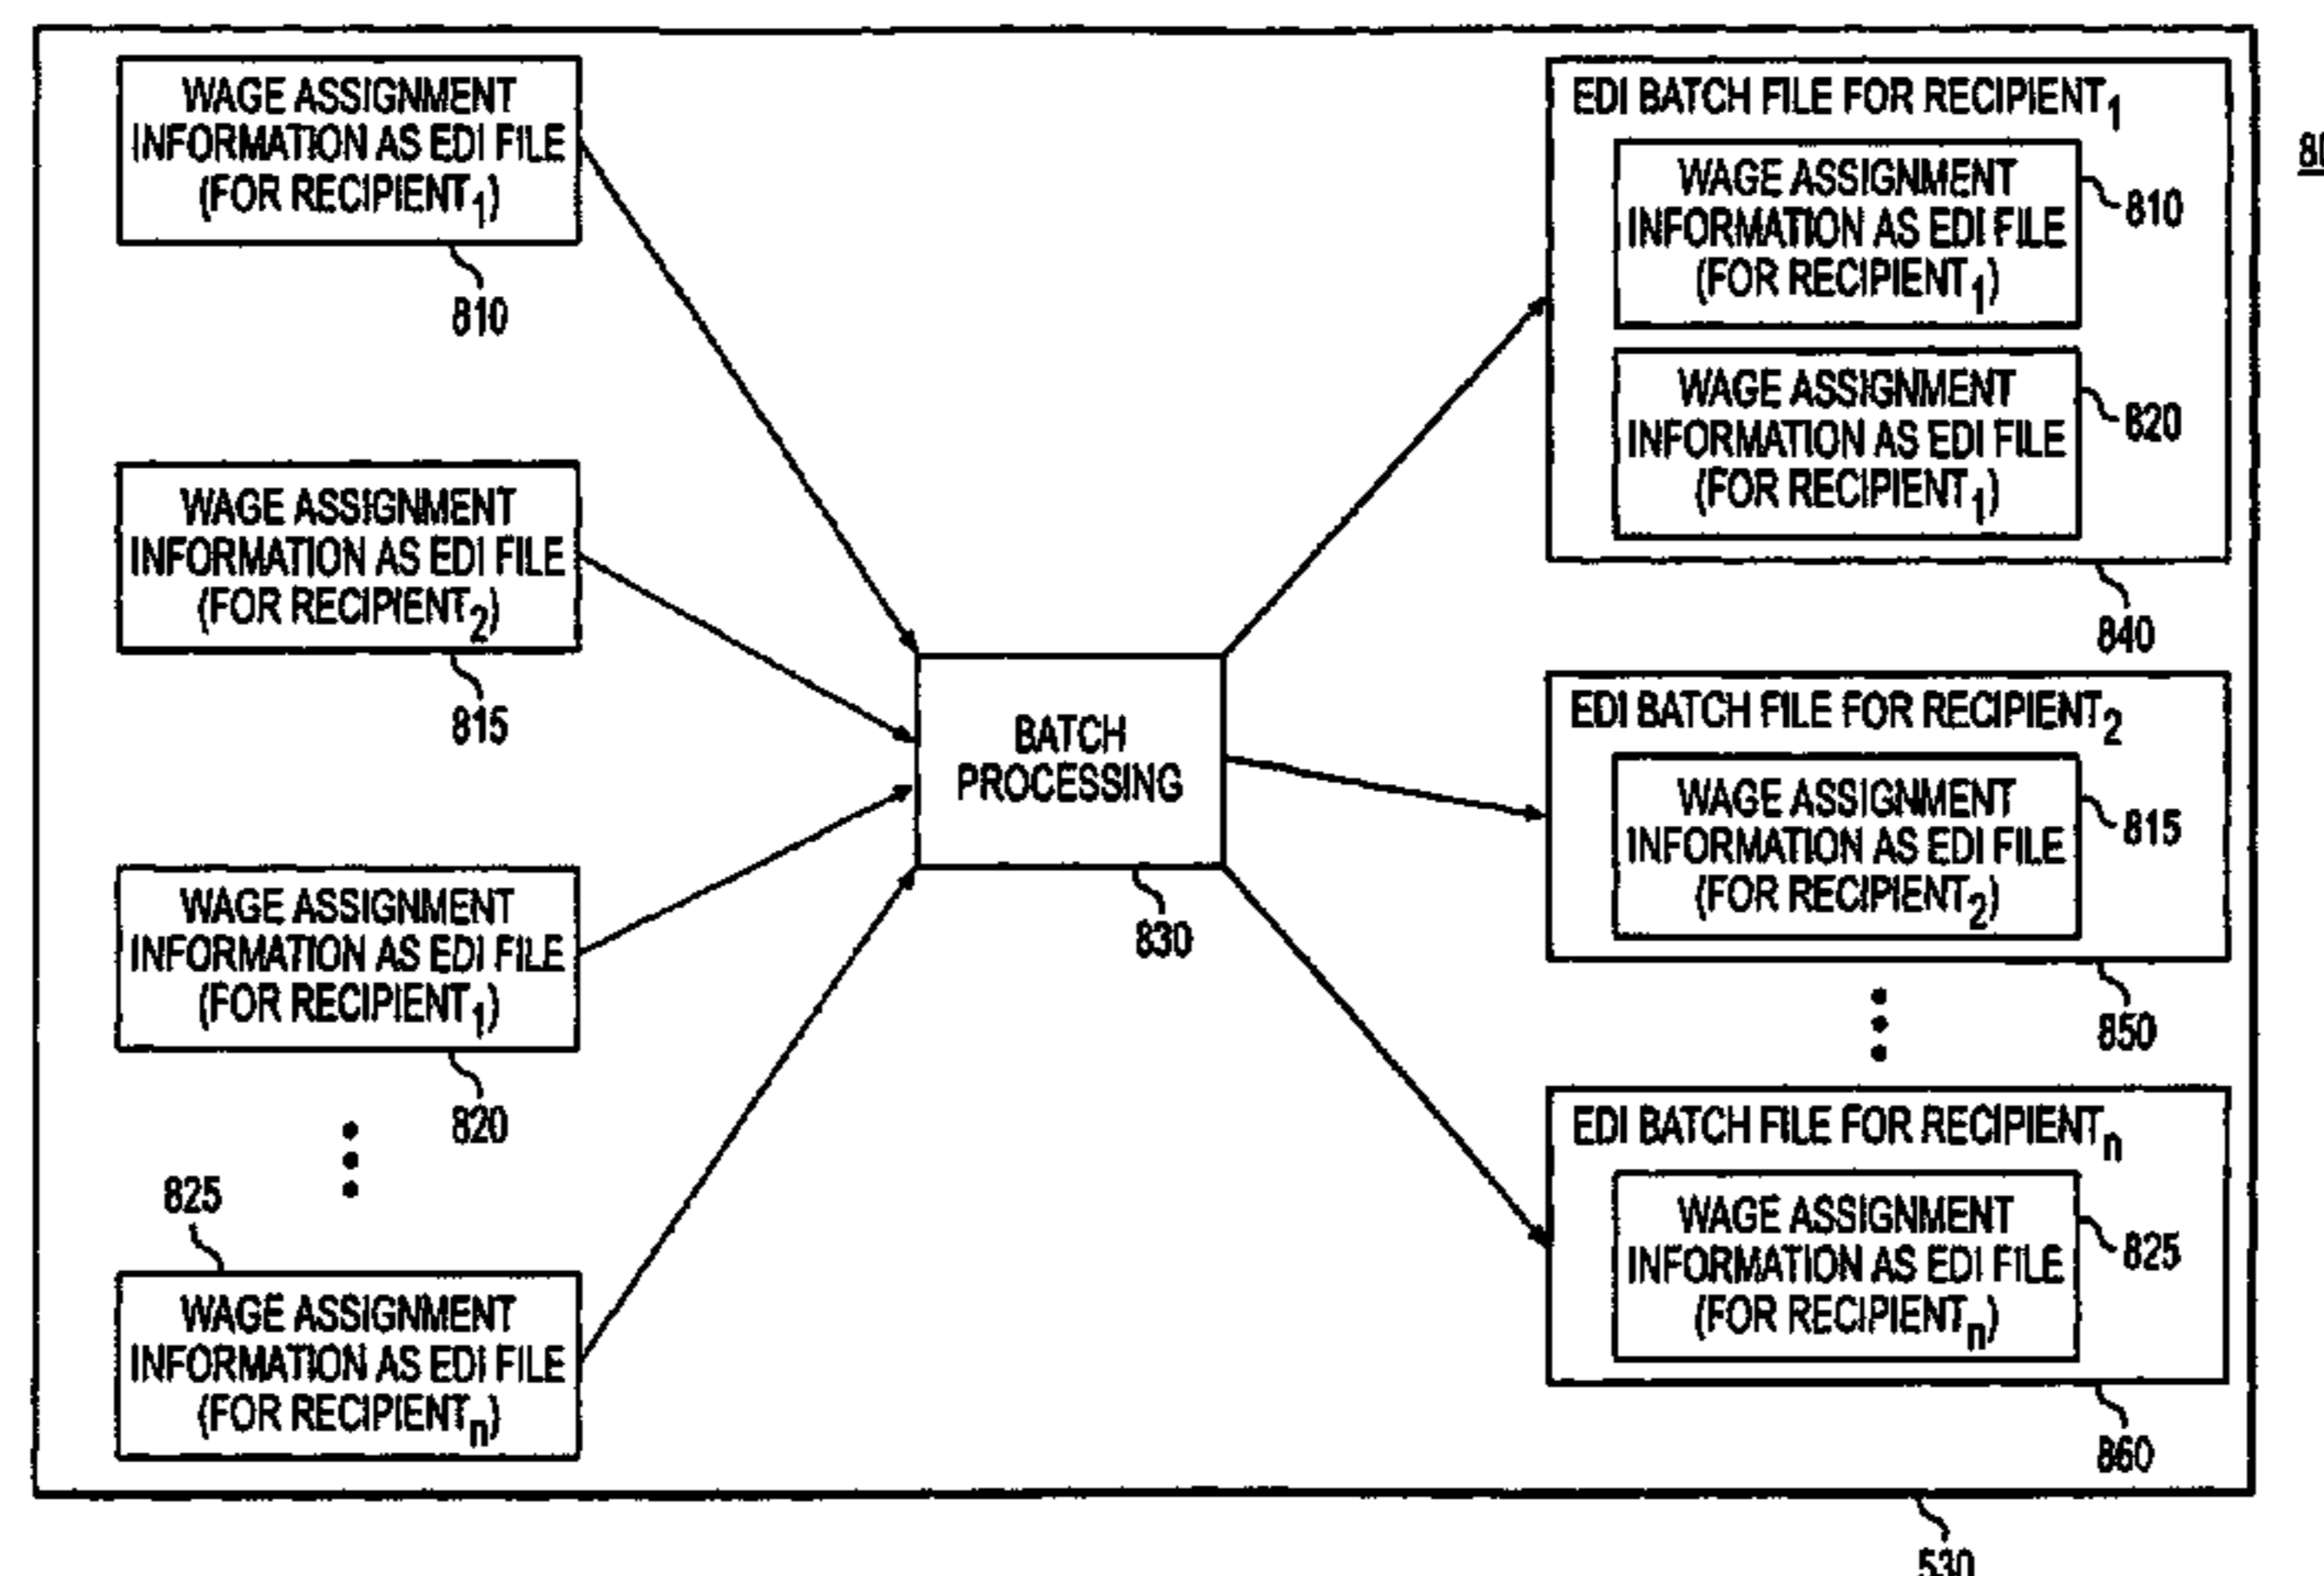 WAGE ASSIGNMENT
INFORMATION AS EDI FILE
(FOR RECIPIENT₁)
810
WAGE ASSIGNMENT
INFORMATION AS EDI FILE
(FOR RECIPIENT₂)
815
WAGE ASSIGNMENT
INFORMATION AS EDI FILE
(FOR RECIPIENT₁)
820
825
WAGE ASSIGNMENT
INFORMATION AS EDI FILE
(FOR RECIPIENTₙ)
BATCH
PROCESSING
830
EDI BATCH FILE FOR RECIPIENT₁
WAGE ASSIGNMENT
INFORMATION AS EDI FILE
(FOR RECIPIENT₁)
810
WAGE ASSIGNMENT
INFORMATION AS EDI FILE
(FOR RECIPIENT₁)
820
840
EDI BATCH FILE FOR RECIPIENT₂
WAGE ASSIGNMENT
INFORMATION AS EDI FILE
(FOR RECIPIENT₂)
815
850
EDI BATCH FILE FOR RECIPIENTₙ
WAGE ASSIGNMENT
INFORMATION AS EDI FILE
(FOR RECIPIENTₙ)
825
860
530